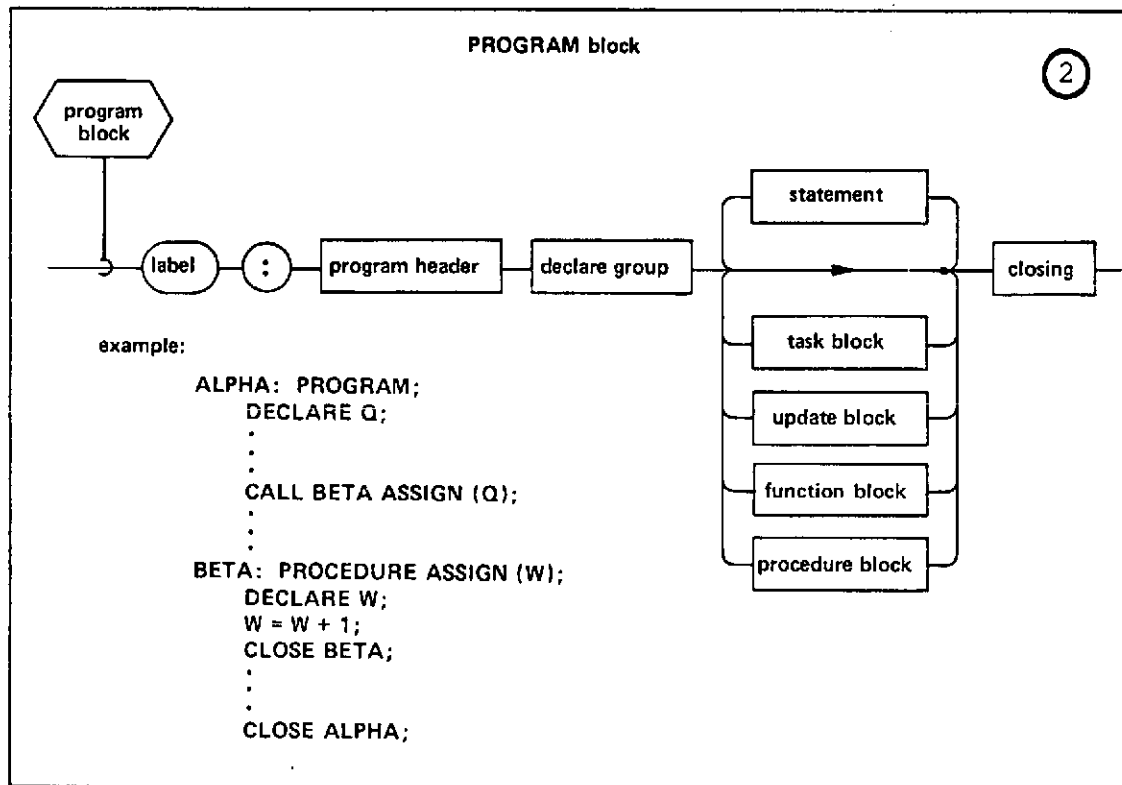 PROGRAM block
2
program
block
statement
label
:
program header
declare group
closing
task block
update block
function block
procedure block
example:
ALPHA: PROGRAM;
DECLARE Q;
.
.
.
CALL BETA ASSIGN (Q);
.
.
.
BETA: PROCEDURE ASSIGN (W);
DECLARE W;
W = W + 1;
CLOSE BETA;
.
.
.
CLOSE ALPHA;